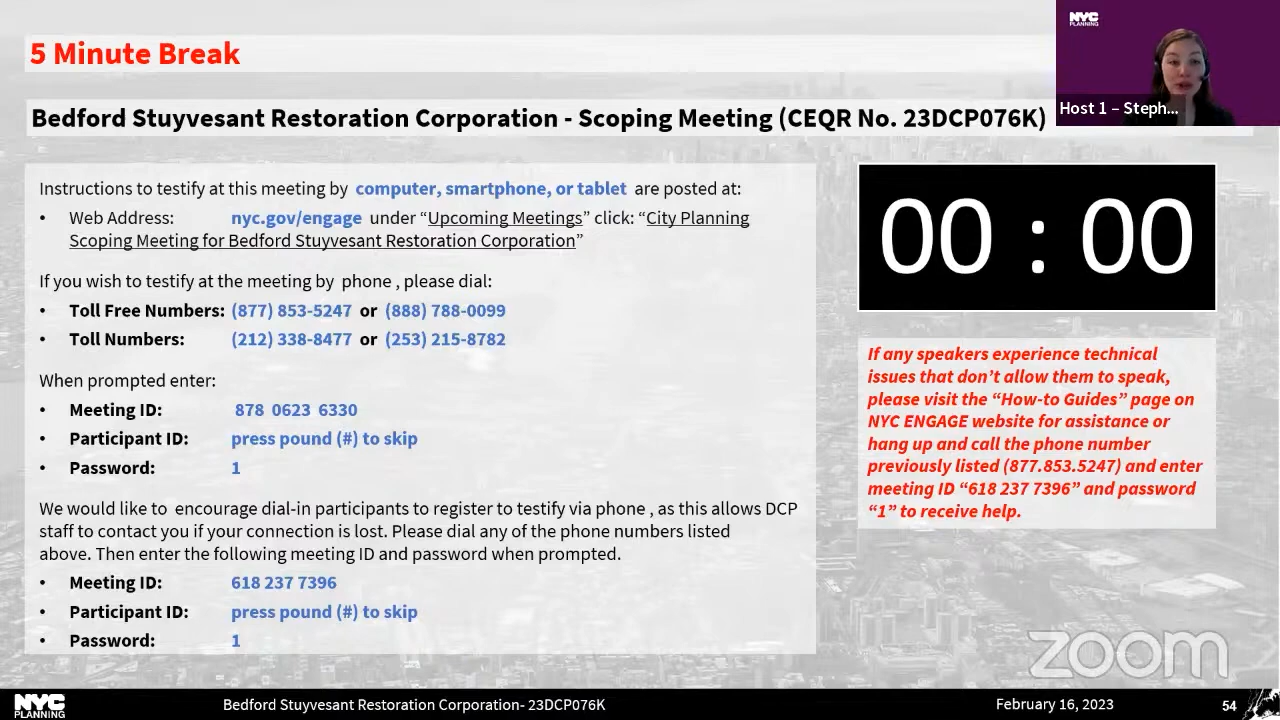 NYC
PLANNING
Host 1 – Steph...
5 Minute Break
Bedford Stuyvesant Restoration Corporation - Scoping Meeting (CEQR No. 23DCP076K)
Instructions to testify at this meeting by computer, smartphone, or tablet are posted at:
• Web Address: nyc.gov/engage under “Upcoming Meetings” click: “City Planning
Scoping Meeting for Bedford Stuyvesant Restoration Corporation”
If you wish to testify at the meeting by phone , please dial:
• Toll Free Numbers: (877) 853-5247 or (888) 788-0099
• Toll Numbers: (212) 338-8477 or (253) 215-8782
When prompted enter:
• Meeting ID: 878 0623 6330
• Participant ID: press pound (#) to skip
• Password: 1
We would like to encourage dial-in participants to register to testify via phone , as this allows DCP
staff to contact you if your connection is lost. Please dial any of the phone numbers listed
above. Then enter the following meeting ID and password when prompted.
• Meeting ID: 618 237 7396
• Participant ID: press pound (#) to skip
• Password: 1
00 : 00
If any speakers experience technical
issues that don’t allow them to speak,
please visit the “How-to Guides” page on
NYC ENGAGE website for assistance or
hang up and call the phone number
previously listed (877.853.5247) and enter
meeting ID “618 237 7396” and password
“1” to receive help.
zoom
NYC
PLANNING
Bedford Stuyvesant Restoration Corporation- 23DCP076K
February 16, 2023
54